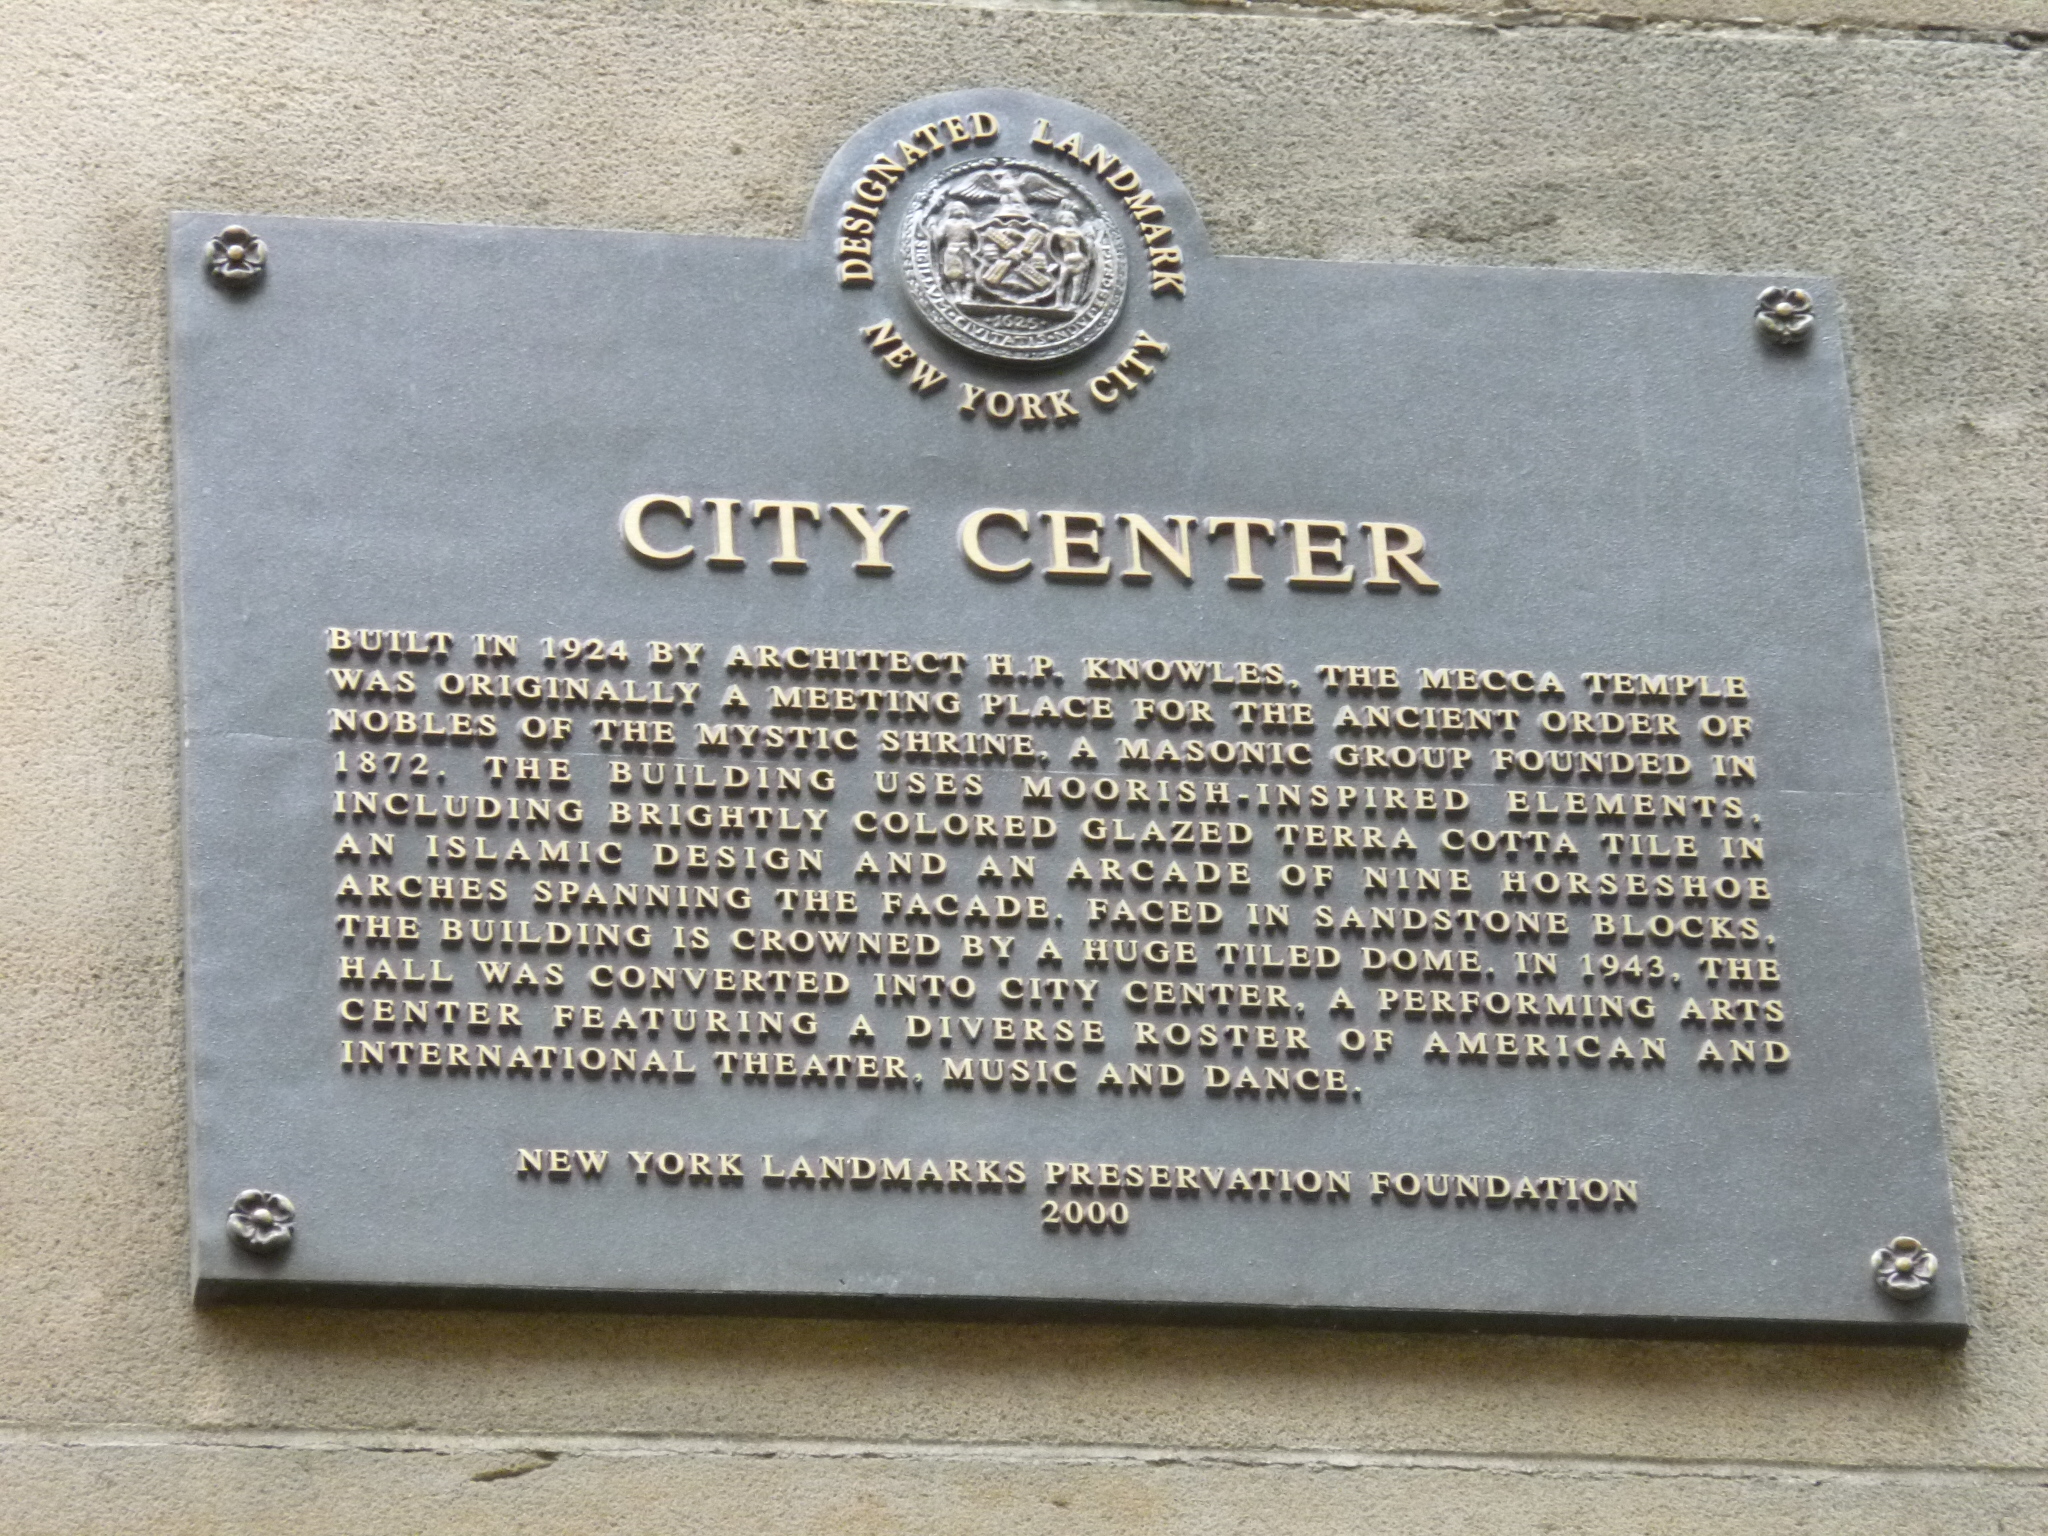 DESIGNATED LANDMARK
1625
NEW YORK CITY
CITY CENTER
BUILT IN 1924 BY ARCHITECT H.P. KNOWLES, THE MECCA TEMPLE
WAS ORIGINALLY A MEETING PLACE FOR THE ANCIENT ORDER OF
NOBLES OF THE MYSTIC SHRINE, A MASONIC GROUP FOUNDED IN
1872. THE BUILDING USES MOORISH-INSPIRED ELEMENTS,
INCLUDING BRIGHTLY COLORED GLAZED TERRA COTTA TILE IN
AN ISLAMIC DESIGN AND AN ARCADE OF NINE HORSESHOE
ARCHES SPANNING THE FACADE. FACED IN SANDSTONE BLOCKS,
THE BUILDING IS CROWNED BY A HUGE TILED DOME. IN 1943, THE
HALL WAS CONVERTED INTO CITY CENTER, A PERFORMING ARTS
CENTER FEATURING A DIVERSE ROSTER OF AMERICAN AND
INTERNATIONAL THEATER, MUSIC AND DANCE.
NEW YORK LANDMARKS PRESERVATION FOUNDATION
2000